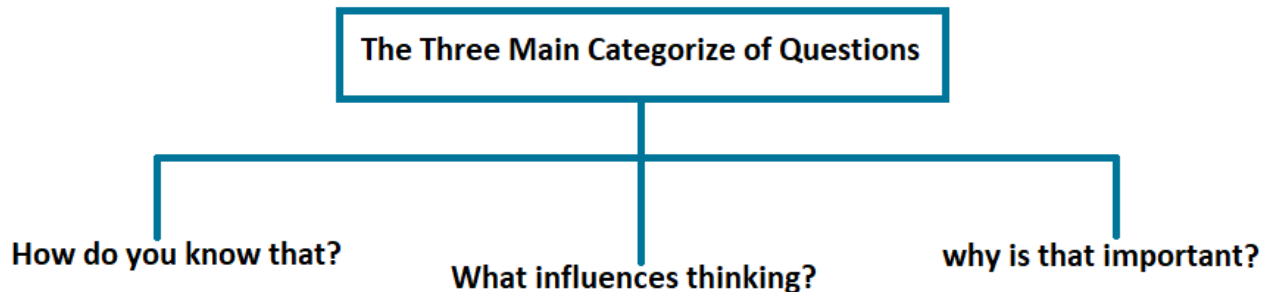 The Three Main Categorize of Questions
How do you know that?
What influences thinking?
why is that important?